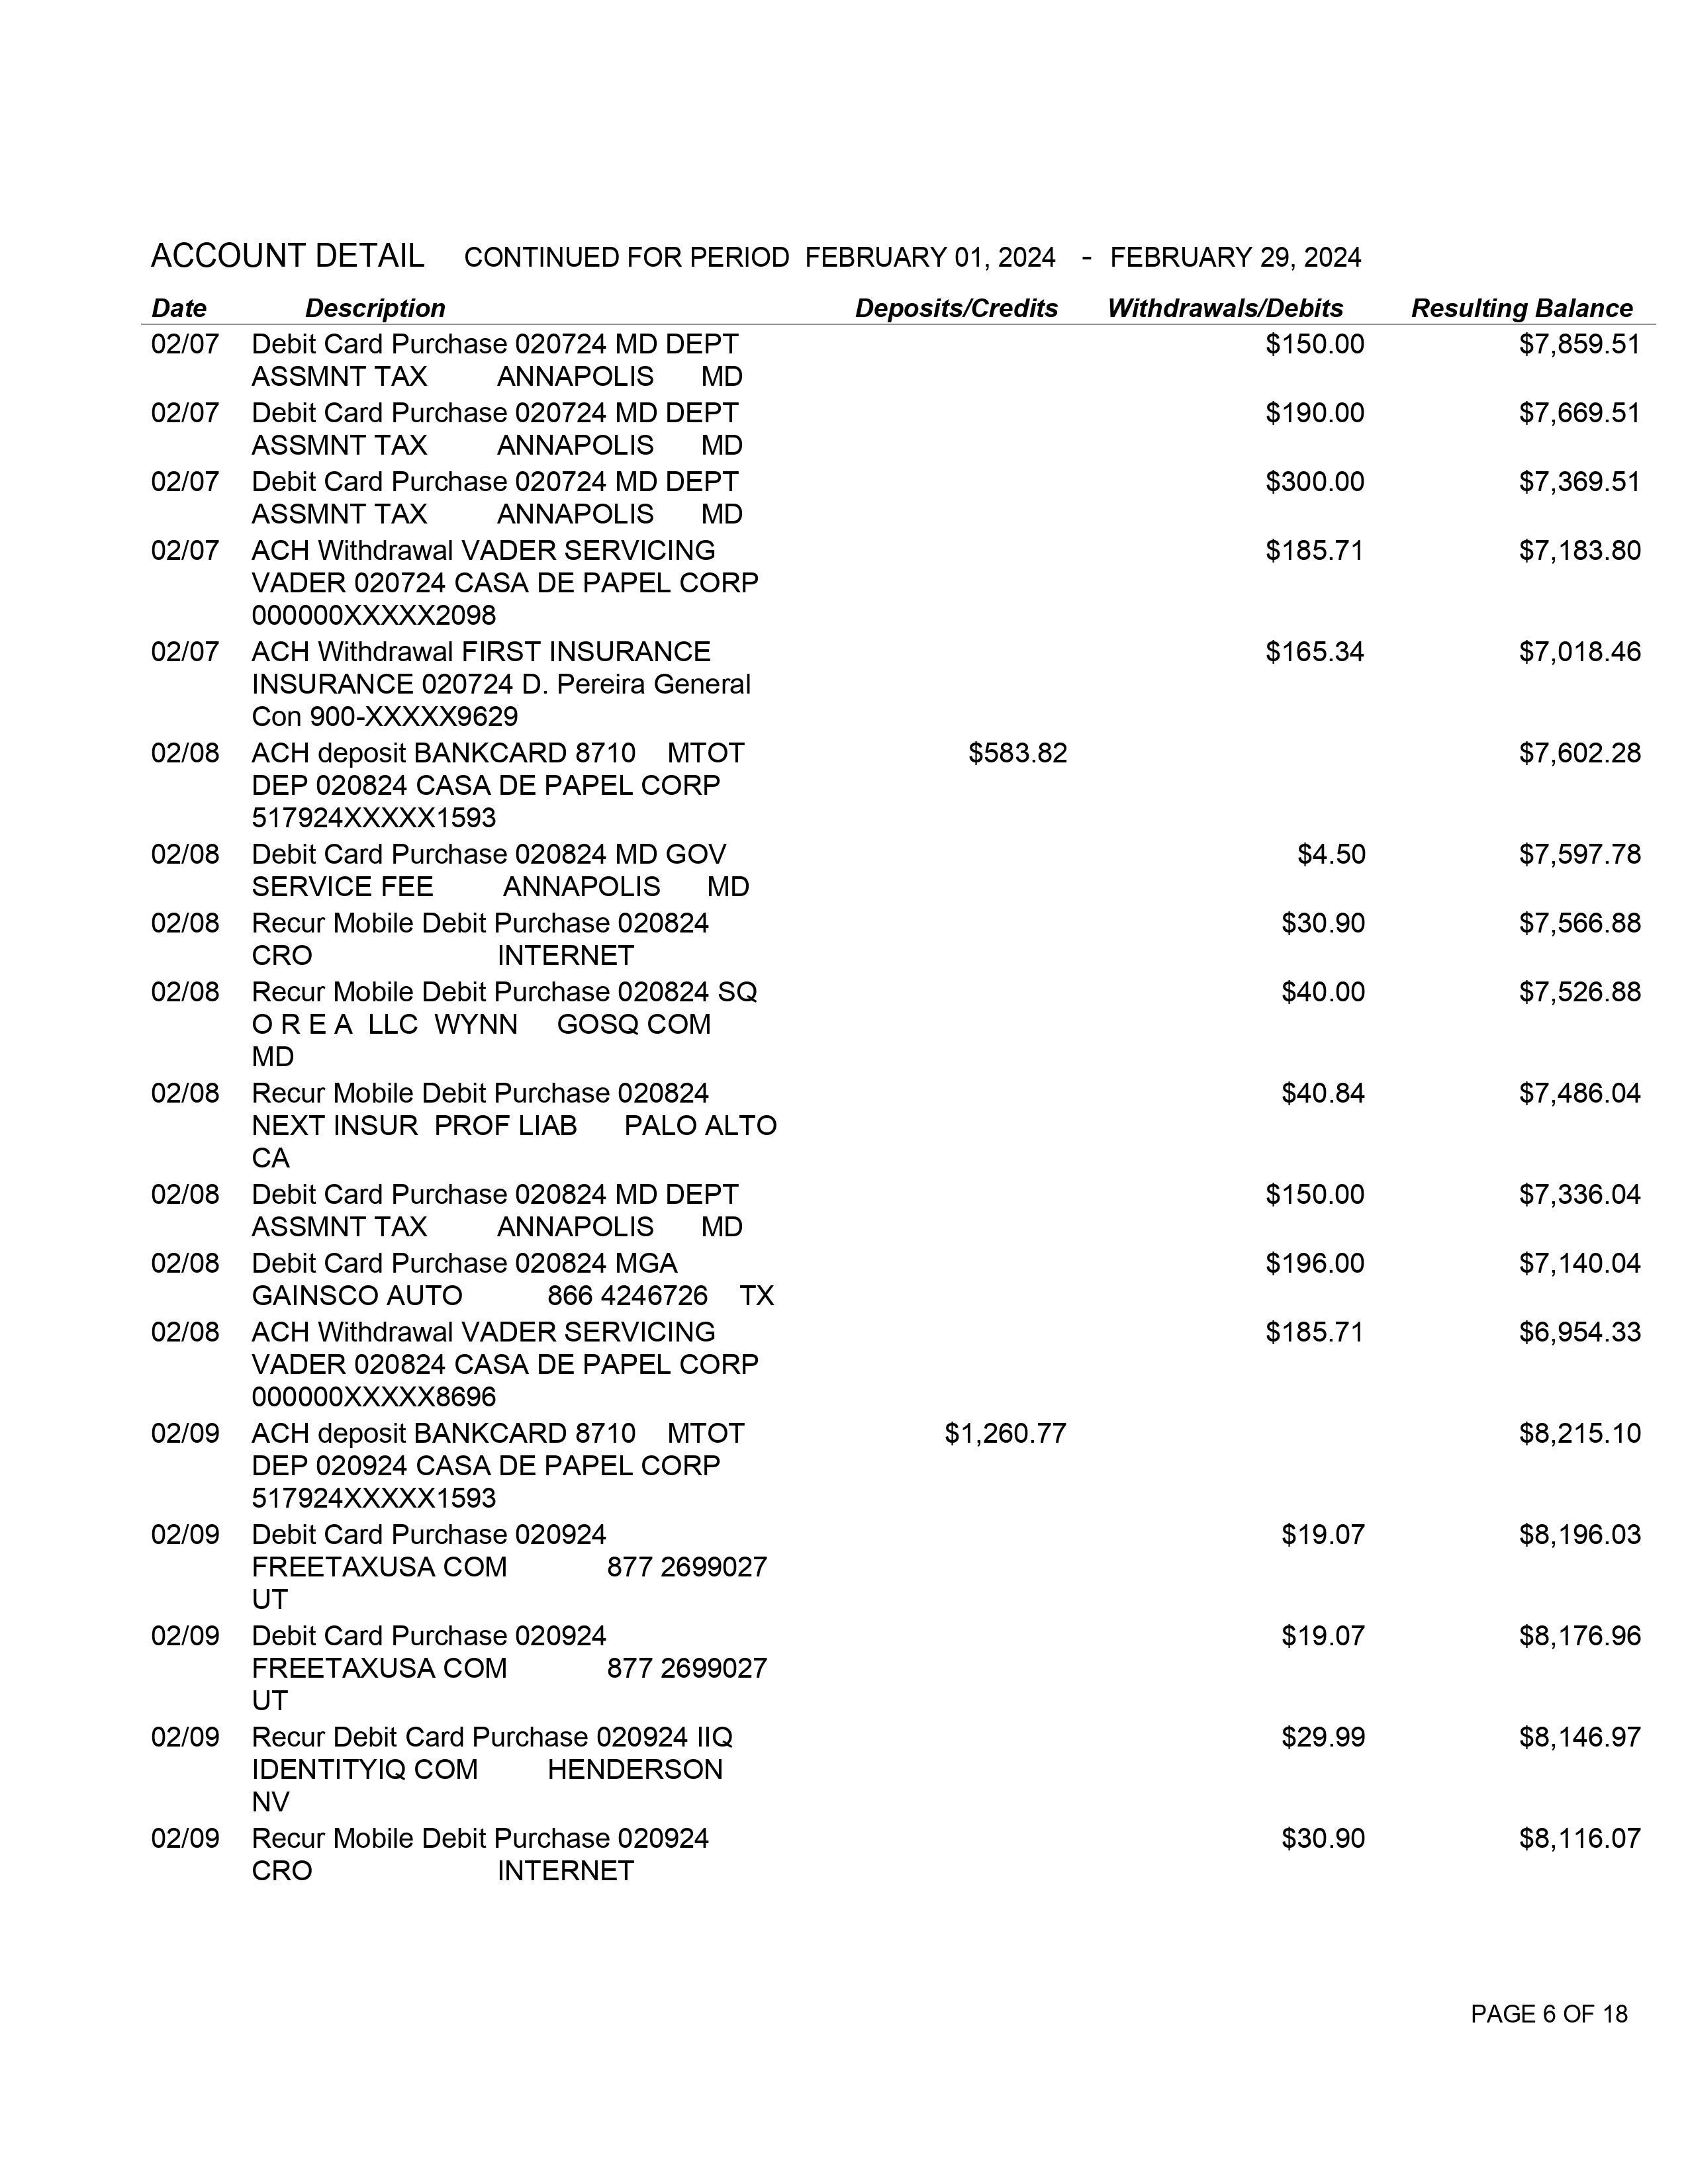 ACCOUNT DETAIL CONTINUED FOR PERIOD FEBRUARY 01, 2024 - FEBRUARY 29, 2024
Date Description Deposits/Credits Withdrawals/Debits Resulting Balance
02/07 Debit Card Purchase 020724 MD DEPT $150.00 $7,859.51
ASSMNT TAX ANNAPOLIS MD
02/07 Debit Card Purchase 020724 MD DEPT $190.00 $7,669.51
ASSMNT TAX ANNAPOLIS MD
02/07 Debit Card Purchase 020724 MD DEPT $300.00 $7,369.51
ASSMNT TAX ANNAPOLIS MD
02/07 ACH Withdrawal VADER SERVICING $185.71 $7,183.80
VADER 020724 CASA DE PAPEL CORP
000000XXXXX2098
02/07 ACH Withdrawal FIRST INSURANCE $165.34 $7,018.46
INSURANCE 020724 D. Pereira General
Con 900-XXXXX9629
02/08 ACH deposit BANKCARD 8710 MTOT $583.82 $7,602.28
DEP 020824 CASA DE PAPEL CORP
517924XXXXX1593
02/08 Debit Card Purchase 020824 MD GOV $4.50 $7,597.78
SERVICE FEE ANNAPOLIS MD
02/08 Recur Mobile Debit Purchase 020824 $30.90 $7,566.88
CRO INTERNET
02/08 Recur Mobile Debit Purchase 020824 SQ $40.00 $7,526.88
O R E A LLC WYNN GOSQ COM
MD
02/08 Recur Mobile Debit Purchase 020824 $40.84 $7,486.04
NEXT INSUR PROF LIAB PALO ALTO
CA
02/08 Debit Card Purchase 020824 MD DEPT $150.00 $7,336.04
ASSMNT TAX ANNAPOLIS MD
02/08 Debit Card Purchase 020824 MGA $196.00 $7,140.04
GAINSCO AUTO 866 4246726 TX
02/08 ACH Withdrawal VADER SERVICING $185.71 $6,954.33
VADER 020824 CASA DE PAPEL CORP
000000XXXXX8696
02/09 ACH deposit BANKCARD 8710 MTOT $1,260.77 $8,215.10
DEP 020924 CASA DE PAPEL CORP
517924XXXXX1593
02/09 Debit Card Purchase 020924 $19.07 $8,196.03
FREETAXUSA COM 877 2699027
UT
02/09 Debit Card Purchase 020924 $19.07 $8,176.96
FREETAXUSA COM 877 2699027
UT
02/09 Recur Debit Card Purchase 020924 IIQ $29.99 $8,146.97
IDENTITYIQ COM HENDERSON
NV
02/09 Recur Mobile Debit Purchase 020924 $30.90 $8,116.07
CRO INTERNET
PAGE 6 OF 18